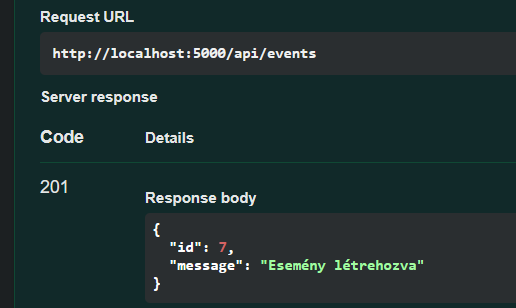 Request URL
http://localhost:5000/api/events
Server response
Code Details
201
Response body
{
"id": 7,
"message": "Esemény létrehozva"
}